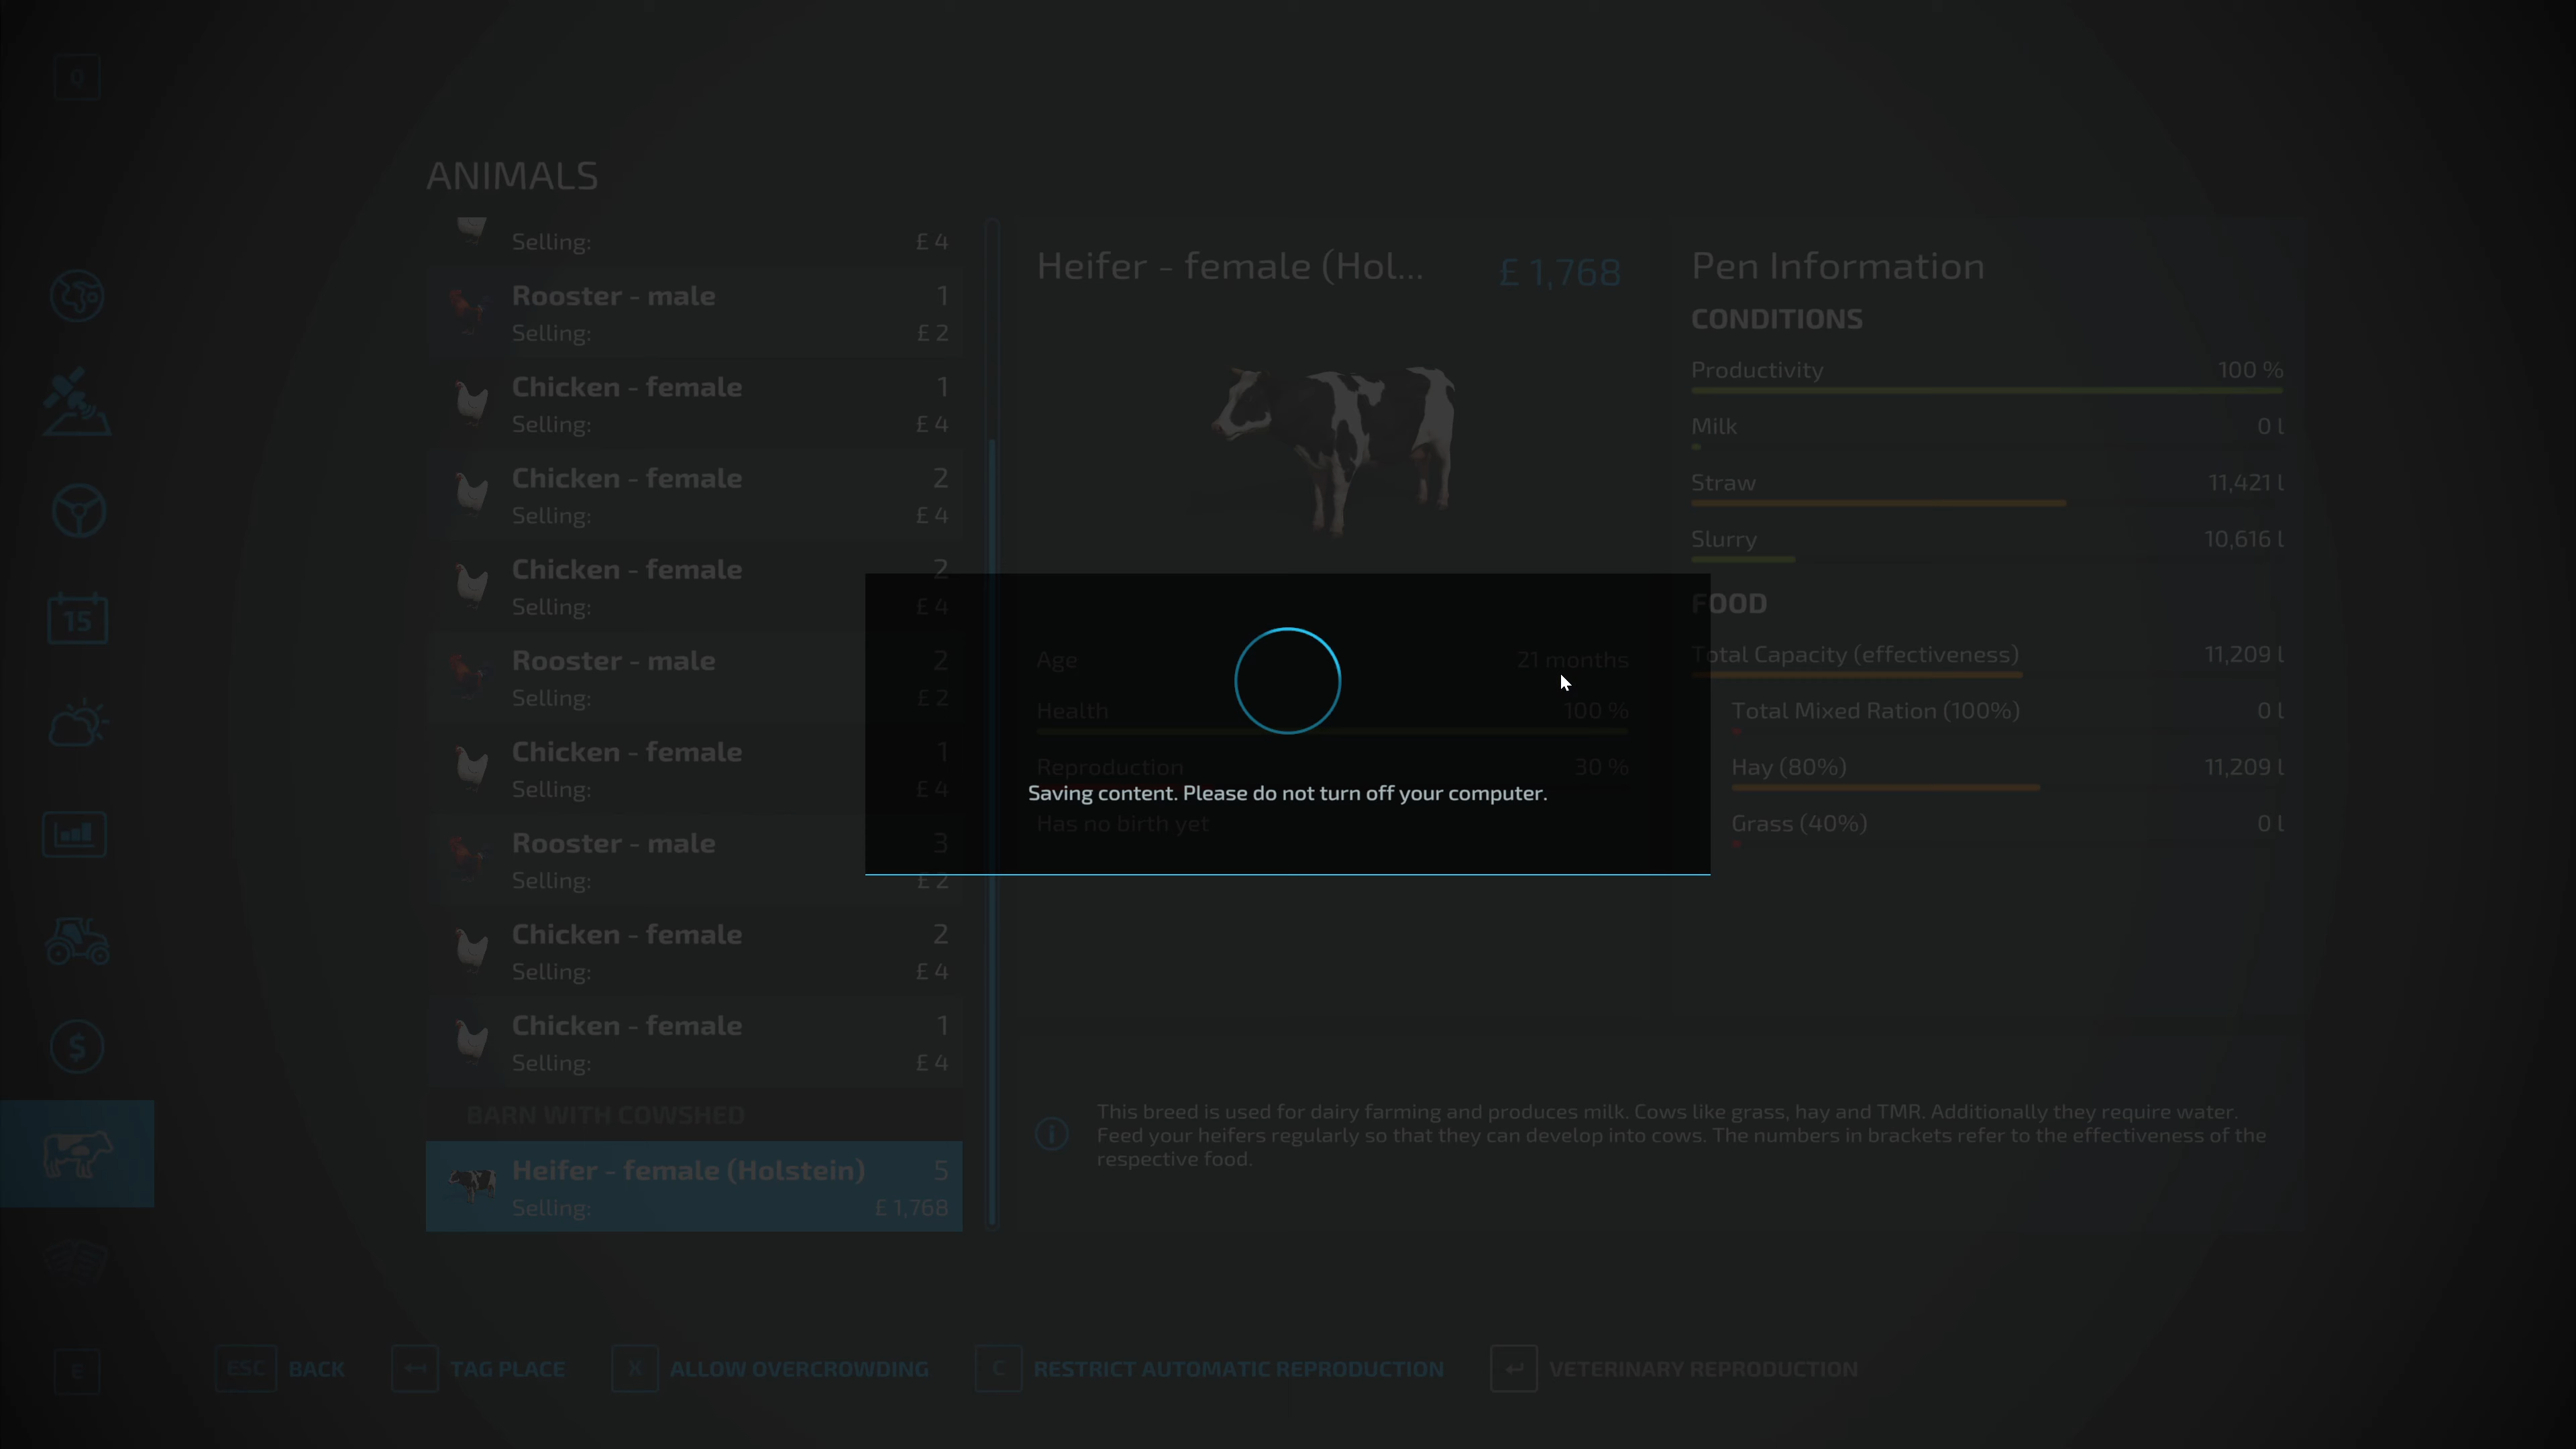 Q
ANIMALS
Selling: £ 4
Rooster - male 1
Selling: £ 2
Chicken - female 1
Selling: £ 4
Chicken - female 2
Selling: £ 4
Chicken - female 2
Selling: £ 4
Rooster - male 2
Selling: £ 2
Chicken - female 1
Selling: £ 4
Rooster - male 3
Selling: £ 2
Chicken - female 2
Selling: £ 4
Chicken - female 1
Selling: £ 4
BARN WITH COWSHED
Heifer - female (Holstein) 5
Selling: £ 1,768
Heifer - female (Hol... £ 1,768
Age 21 months
Health 100 %
Reproduction 30 %
Saving content. Please do not turn off your computer.
Has no birth yet
Pen Information
CONDITIONS
Productivity 100 %
Milk 0 l
Straw 11,421 l
Slurry 10,616 l
FOOD
Total Capacity (effectiveness) 11,209 l
Total Mixed Ration (100%) 0 l
Hay (80%) 11,209 l
Grass (40%) 0 l
This breed is used for dairy farming and produces milk. Cows like grass, hay and TMR. Additionally they require water.
Feed your heifers regularly so that they can develop into cows. The numbers in brackets refer to the effectiveness of the
respective food.
15
$
E
ESC BACK TAG PLACE X ALLOW OVERCROWDING C RESTRICT AUTOMATIC REPRODUCTION VETERINARY REPRODUCTION